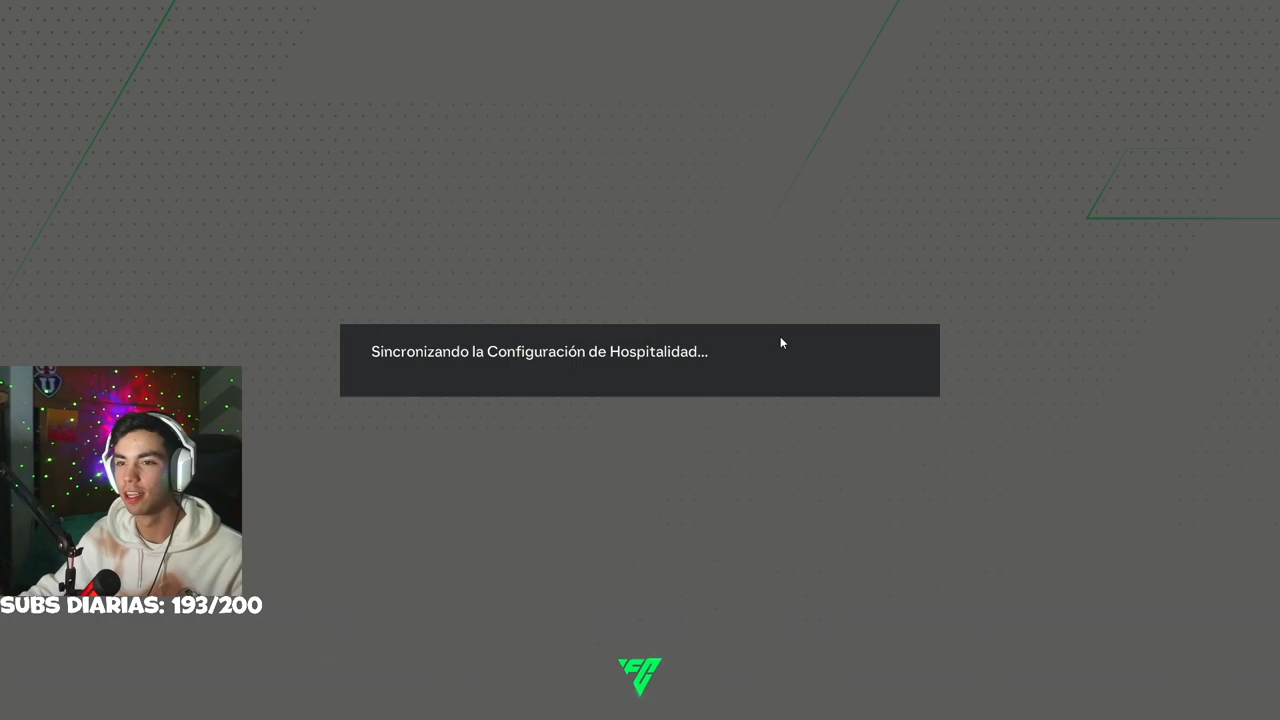 Sincronizando la Configuración de Hospitalidad...
SUBS DIARIAS: 193/200